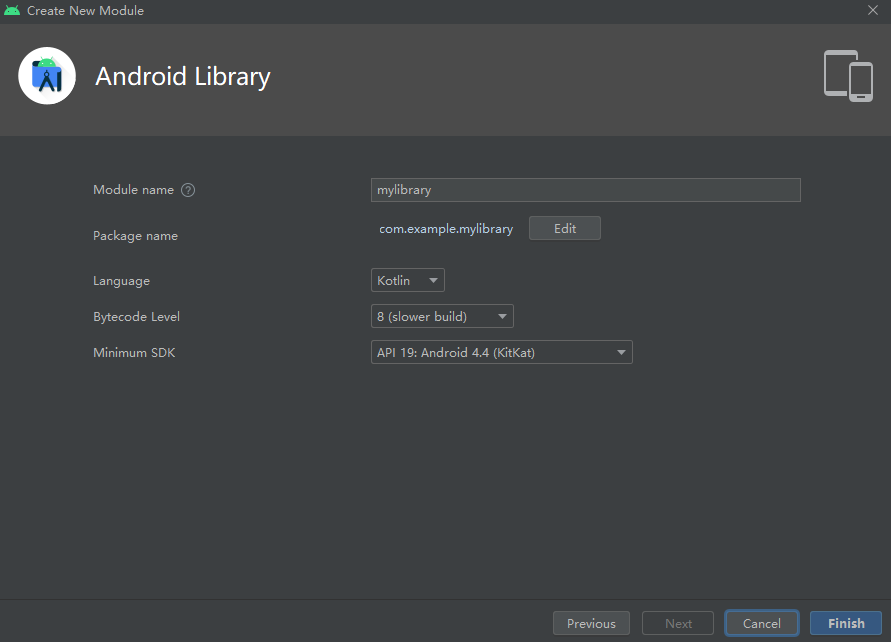 Create New Module
Android Library
Module name ?
mylibrary
Package name
com.example.mylibrary
Edit
Language
Kotlin
Bytecode Level
8 (slower build)
Minimum SDK
API 19: Android 4.4 (KitKat)
Previous
Next
Cancel
Finish